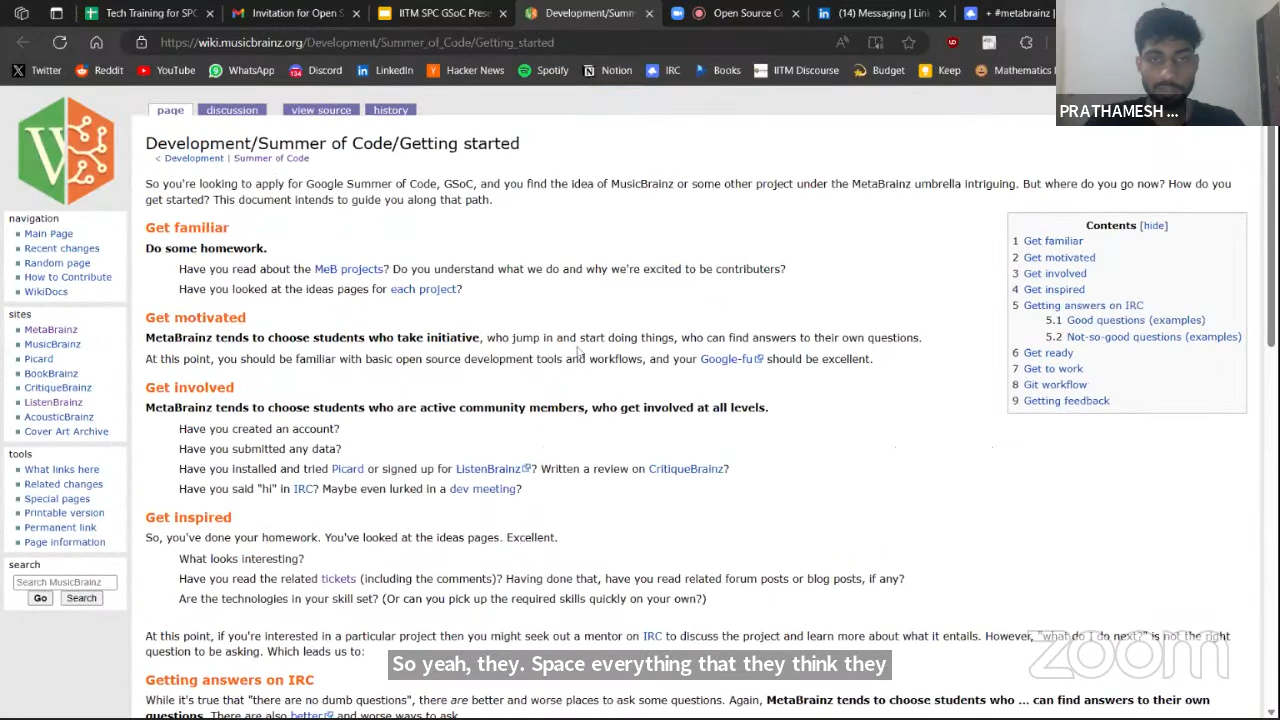 Tech Training for SPC
Invitation for Open S
IITM SPC GSoC Prese
Development/Summ
Open Source Co
(14) Messaging | Link
+ #metabrainz
https://wiki.musicbrainz.org/Development/Summer_of_Code/Getting_started
Twitter
Reddit
YouTube
WhatsApp
Discord
LinkedIn
Hacker News
Spotify
Notion
IRC
Books
IITM Discourse
Budget
Keep
Mathematics
PRATHAMESH ...
page
discussion
view source
history
Development/Summer of Code/Getting started
< Development | Summer of Code
So you're looking to apply for Google Summer of Code, GSoC, and you find the idea of MusicBrainz or some other project under the MetaBrainz umbrella intriguing. But where do you go now? How do you
get started? This document intends to guide you along that path.
navigation
Main Page
Recent changes
Random page
How to Contribute
WikiDocs
sites
MetaBrainz
MusicBrainz
Picard
BookBrainz
CritiqueBrainz
ListenBrainz
AcousticBrainz
Cover Art Archive
tools
What links here
Related changes
Special pages
Printable version
Permanent link
Page information
search
Search MusicBrainz
Go
Search
Contents [hide]
1 Get familiar
2 Get motivated
3 Get involved
4 Get inspired
5 Getting answers on IRC
5.1 Good questions (examples)
5.2 Not-so-good questions (examples)
6 Get ready
7 Get to work
8 Git workflow
9 Getting feedback
Get familiar
Do some homework.
Have you read about the MeB projects? Do you understand what we do and why we're excited to be contributers?
Have you looked at the ideas pages for each project?
Get motivated
MetaBrainz tends to choose students who take initiative, who jump in and start doing things, who can find answers to their own questions.
At this point, you should be familiar with basic open source development tools and workflows, and your Google-fu should be excellent.
Get involved
MetaBrainz tends to choose students who are active community members, who get involved at all levels.
Have you created an account?
Have you submitted any data?
Have you installed and tried Picard or signed up for ListenBrainz? Written a review on CritiqueBrainz?
Have you said "hi" in IRC? Maybe even lurked in a dev meeting?
Get inspired
So, you've done your homework. You've looked at the ideas pages. Excellent.
What looks interesting?
Have you read the related tickets (including the comments)? Having done that, have you read related forum posts or blog posts, if any?
Are the technologies in your skill set? (Or can you pick up the required skills quickly on your own?)
At this point, if you're interested in a particular project then you might seek out a mentor on IRC to discuss the project and learn more about what it entails. However, "what do I do next?" is not the right
question to be asking. Which leads us to:
So yeah, they. Space everything that they think they
zoom
Getting answers on IRC
While it's true that "there are no dumb questions", there are better and worse places to ask some questions. Again, MetaBrainz tends to choose students who ... can find answers to their own
questions. There are also better and worse ways to ask.